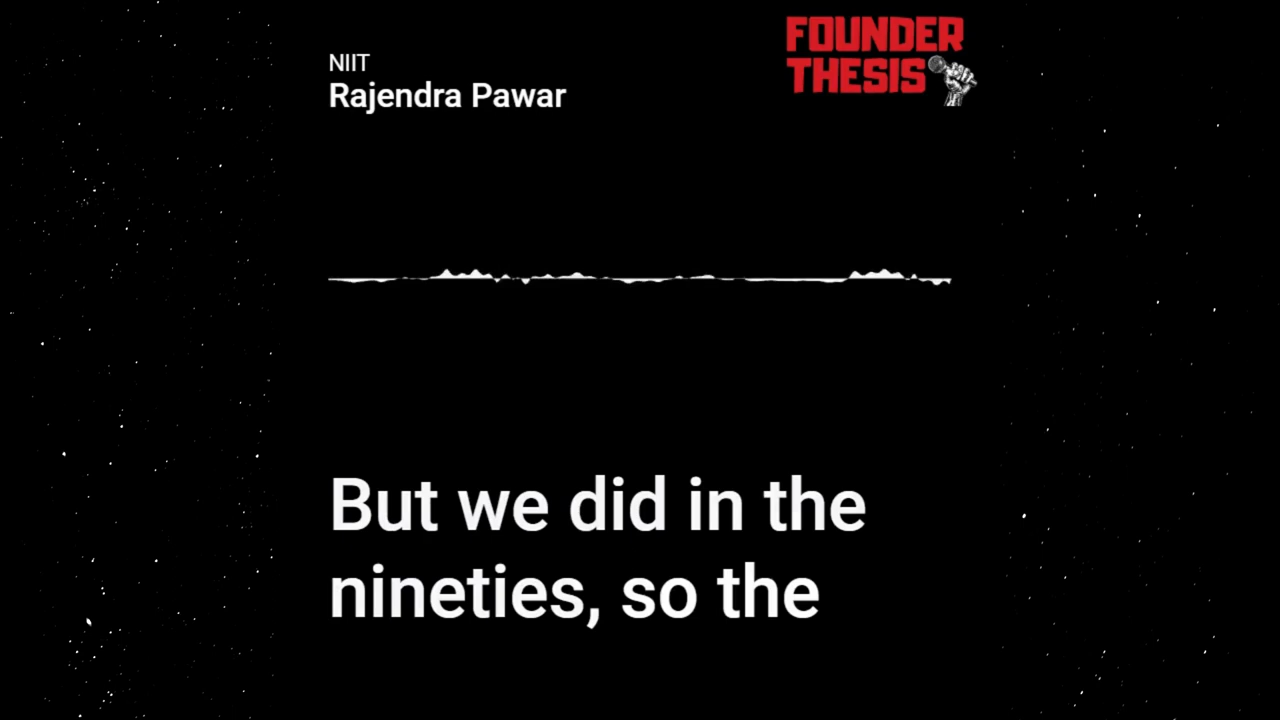 NIIT
Rajendra Pawar
FOUNDER
THESIS
But we did in the
nineties, so the